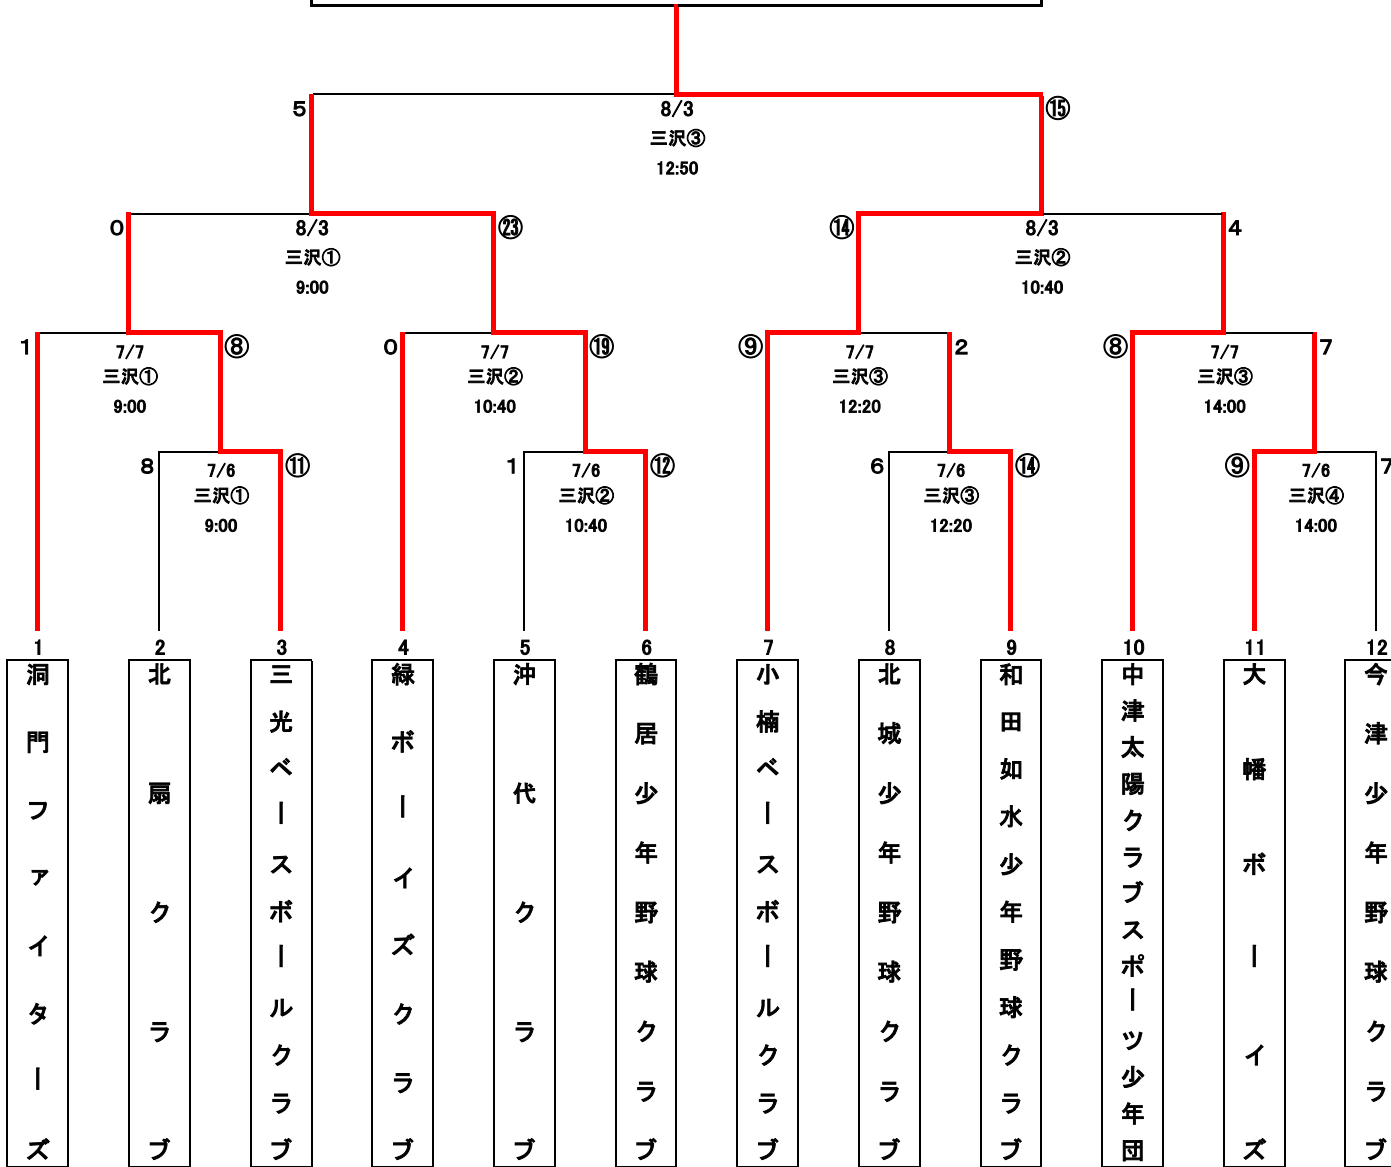 5
8/3
⑮
三沢③
12:50
0
8/3
㉓
⑭
8/3
4
三沢①
三沢②
9:00
10:40
1
7/7
⑧
0
7/7
⑲
⑨
7/7
2
⑧
7/7
7
三沢①
三沢②
三沢③
三沢③
9:00
10:40
12:20
14:00
8
7/6
⑪
1
7/6
⑫
6
7/6
⑭
⑨
7/6
7
三沢①
三沢②
三沢③
三沢④
9:00
10:40
12:20
14:00
1
2
3
4
5
6
7
8
9
10
11
12
洞門ファイターズ
北扇クラブ
三光ベースボールクラブ
緑ボーイズクラブ
沖代クラブ
鶴居少年野球クラブ
小楠ベースボールクラブ
北城少年野球クラブ
和田如水少年野球クラブ
中津太陽クラブスポーツ少年団
大幡ボーイズ
今津少年野球クラブ